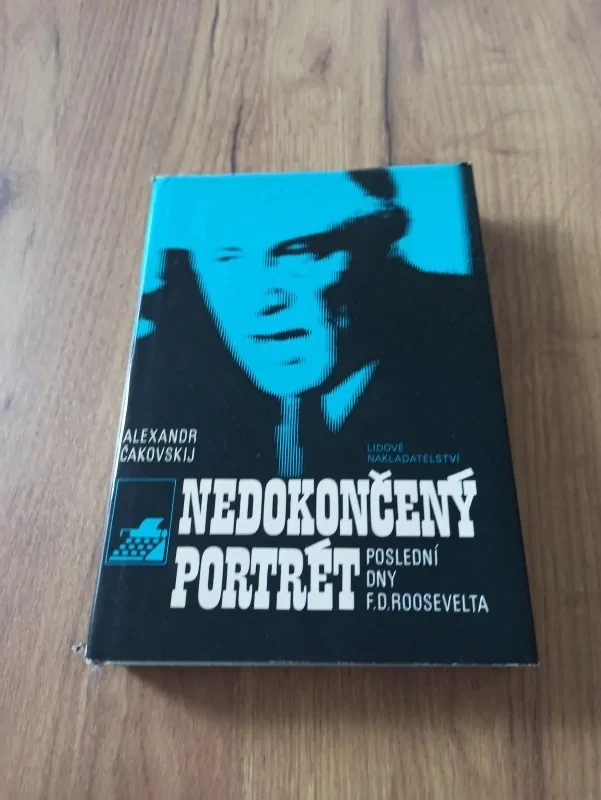 ALEXANDR
ČAKOVSKIJ
LIDOVÉ
NAKLADATELSTVÍ
NEDOKONČENÝ
PORTRÉT
POSLEDNÍ
DNY
F.D.ROOSEVELTA